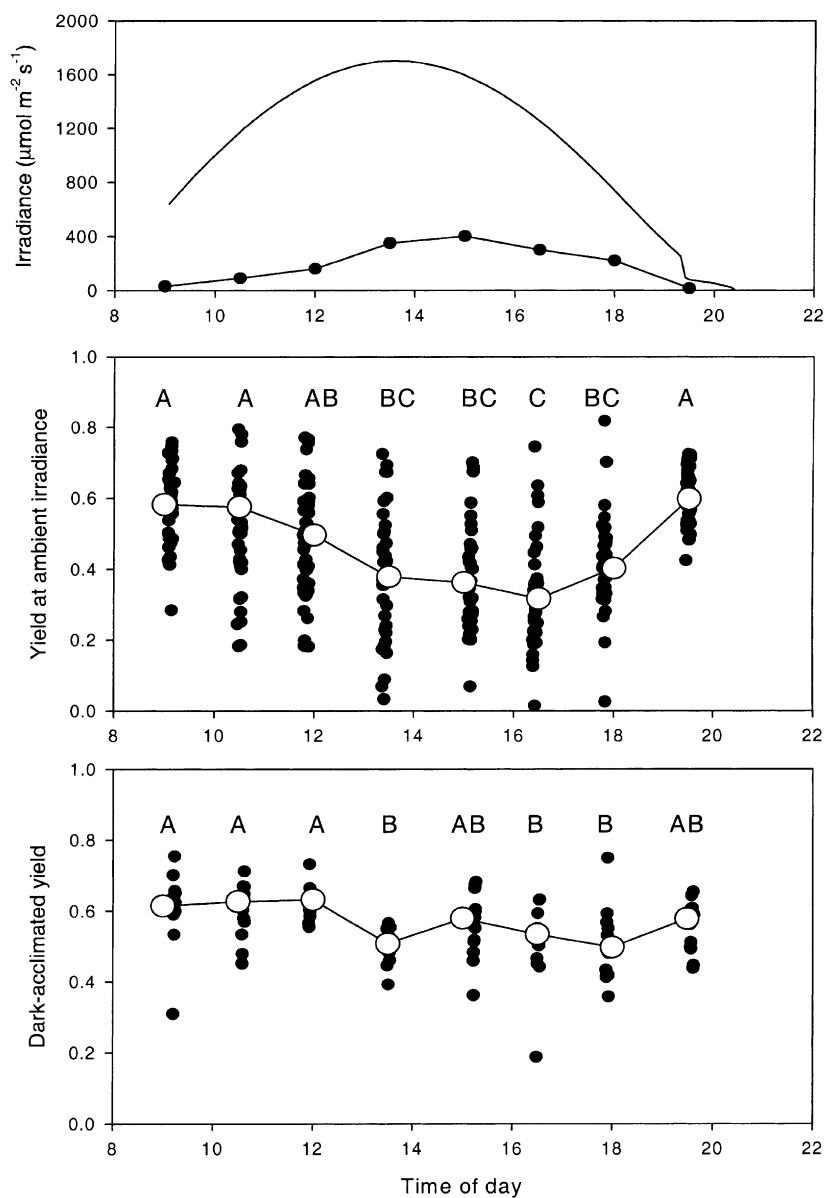 Irradiance (μmol m-2 s-1)
2000
1600
1200
800
400
0
8 10 12 14 16 18 20 22
Yield at ambient irradiance
1.0
A A AB BC BC C BC A
0.8
0.6
0.4
0.2
0.0
8 10 12 14 16 18 20 22
Dark-acclimated yield
1.0
A A A B AB B B AB
0.8
0.6
0.4
0.2
0.0
8 10 12 14 16 18 20 22
Time of day